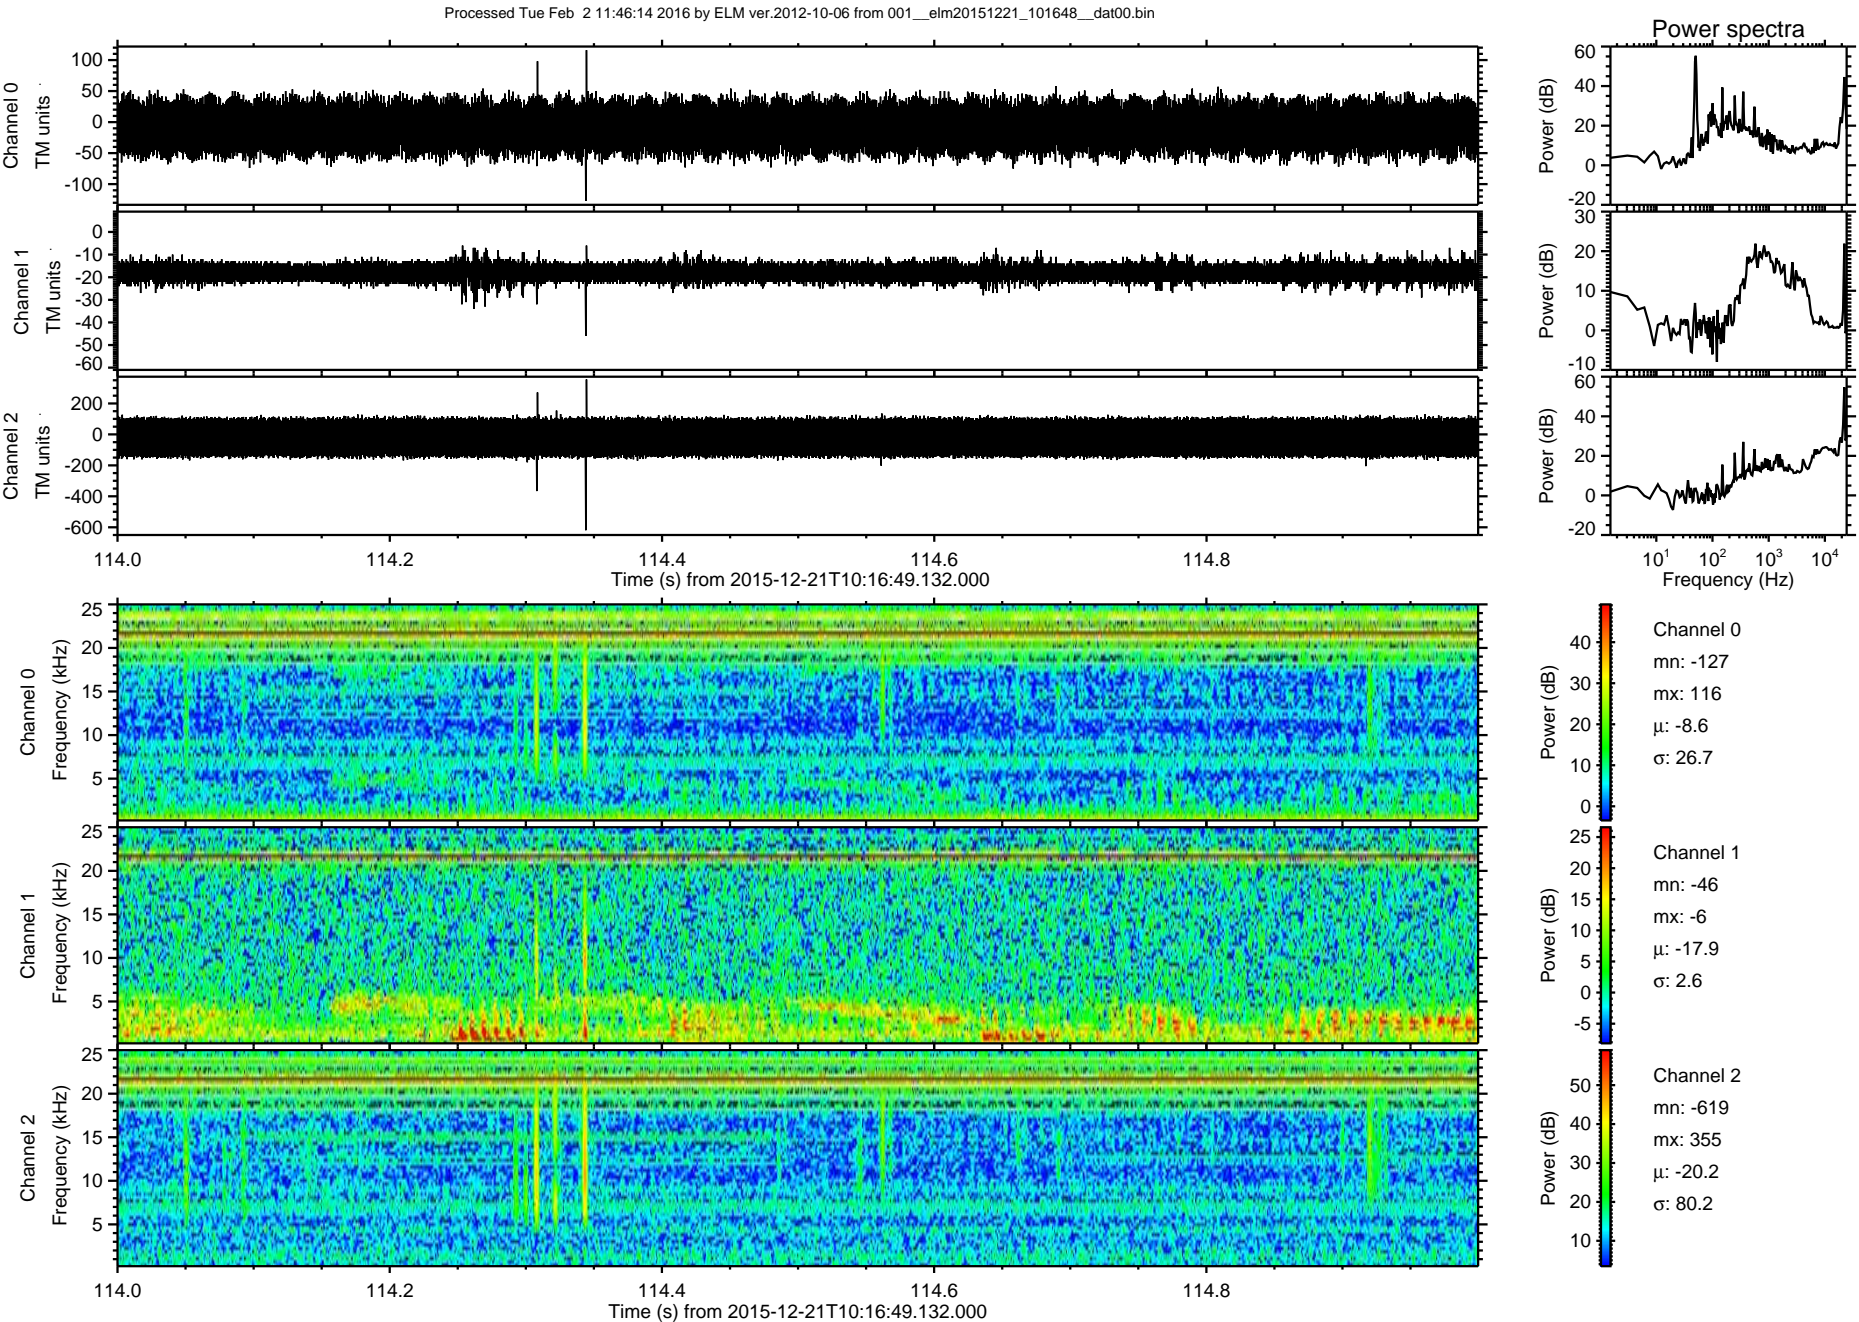 Processed Tue Feb  2 11:46:14 2016 by ELM ver.2012-10-06 from 001__elm20151221_101648__dat00.bin
Power spectra
Channel 0
TM units
100
50
0
-50
-100
Power (dB)
60
40
20
0
-20
Channel 1
TM units
0
-10
-20
-30
-40
-50
-60
Power (dB)
30
20
10
0
-10
Channel 2
TM units
200
0
-200
-400
-600
Power (dB)
60
40
20
0
-20
114.0 114.2 114.4 114.6 114.8
Time (s) from 2015-12-21T10:16:49.132.000
10^1 10^2 10^3 10^4
Frequency (Hz)
Channel 0
Frequency (kHz)
25
20
15
10
5
Power (dB)
40
30
20
10
0
Channel 0
mn: -127
mx: 116
μ: -8.6
σ: 26.7
Channel 1
Frequency (kHz)
25
20
15
10
5
Power (dB)
25
20
15
10
5
0
-5
Channel 1
mn: -46
mx: -6
μ: -17.9
σ: 2.6
Channel 2
Frequency (kHz)
25
20
15
10
5
Power (dB)
50
40
30
20
10
Channel 2
mn: -619
mx: 355
μ: -20.2
σ: 80.2
114.0 114.2 114.4 114.6 114.8
Time (s) from 2015-12-21T10:16:49.132.000